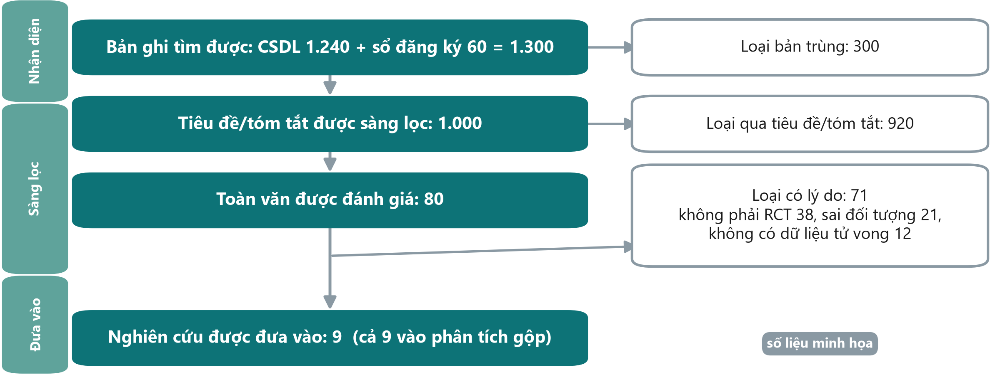 Nhận diện
Bản ghi tìm được: CSDL 1.240 + sổ đăng ký 60 = 1.300
Loại bản trùng: 300
Sàng lọc
Tiêu đề/tóm tắt được sàng lọc: 1.000
Loại qua tiêu đề/tóm tắt: 920
Toàn văn được đánh giá: 80
Loại có lý do: 71
không phải RCT 38, sai đối tượng 21,
không có dữ liệu tử vong 12
Đưa vào
Nghiên cứu được đưa vào: 9 (cả 9 vào phân tích gộp)
số liệu minh họa